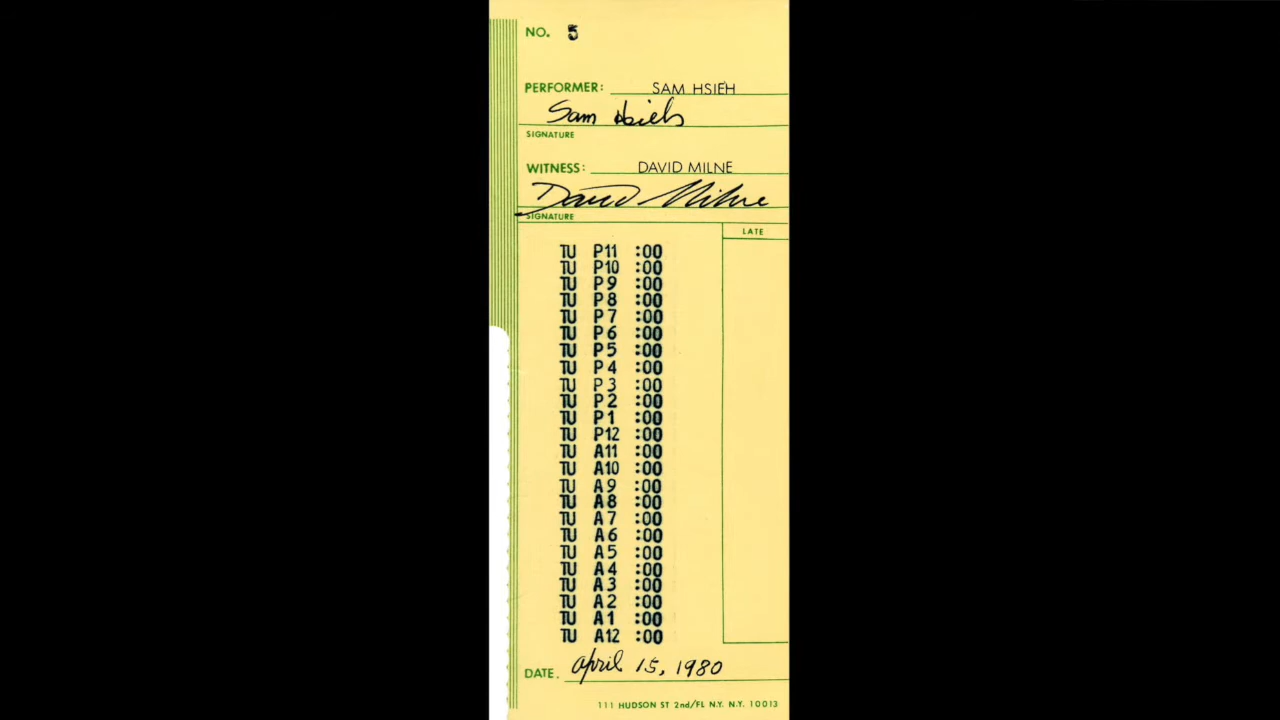 NO. 5
PERFORMER: SAM HSIEH
Sam Hsieh
SIGNATURE
WITNESS: DAVID MILNE
David Milne
SIGNATURE
LATE
TU P11 :00
TU P10 :00
TU P9 :00
TU P8 :00
TU P7 :00
TU P6 :00
TU P5 :00
TU P4 :00
TU P3 :00
TU P2 :00
TU P1 :00
TU P12 :00
TU A11 :00
TU A10 :00
TU A9 :00
TU A8 :00
TU A7 :00
TU A6 :00
TU A5 :00
TU A4 :00
TU A3 :00
TU A2 :00
TU A1 :00
TU A12 :00
DATE. April 15, 1980
111 HUDSON ST 2nd/FL N.Y. N.Y. 10013